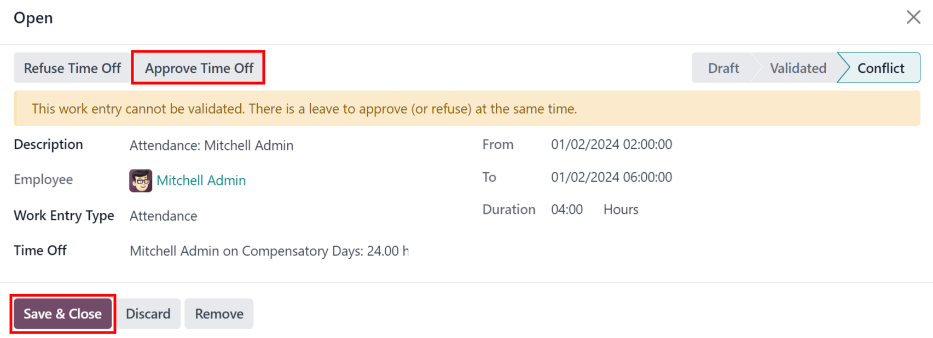 Open
Refuse Time Off Approve Time Off Draft Validated Conflict
This work entry cannot be validated. There is a leave to approve (or refuse) at the same time.
Description Attendance: Mitchell Admin From 01/02/2024 02:00:00
Employee Mitchell Admin To 01/02/2024 06:00:00
Work Entry Type Attendance Duration 04:00 Hours
Time Off Mitchell Admin on Compensatory Days: 24.00
Save & Close Discard Remove